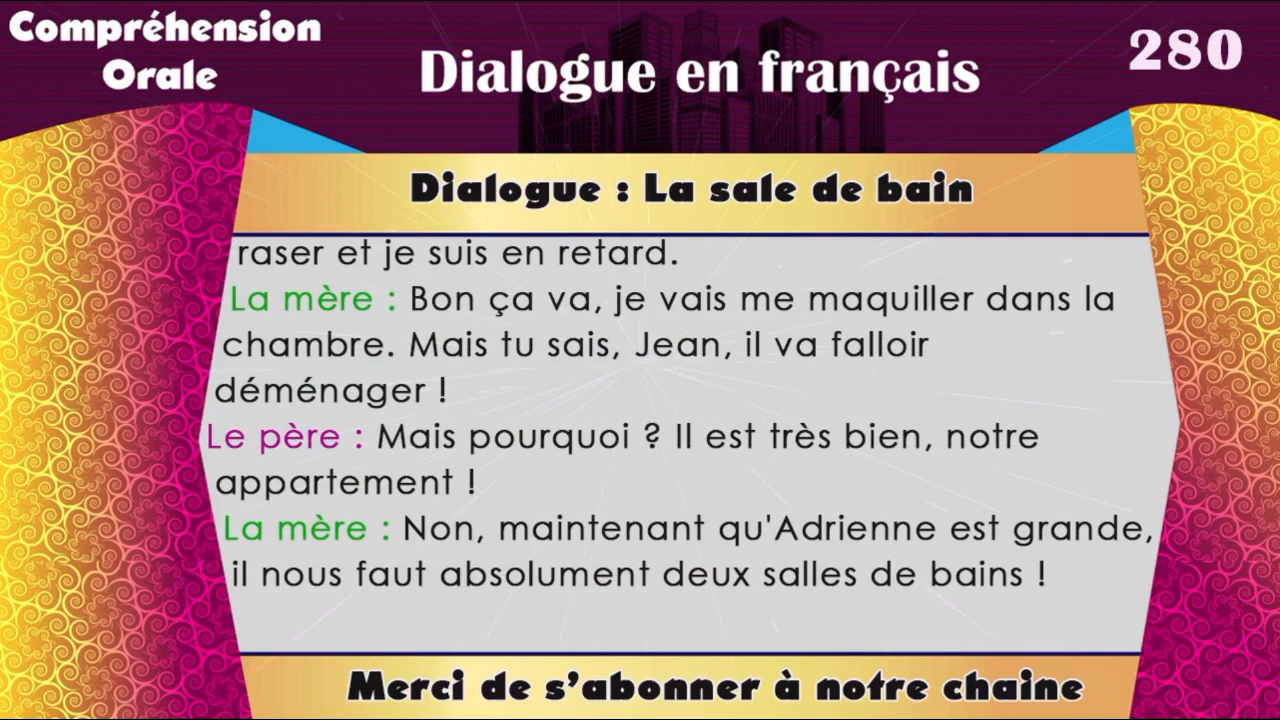 Compréhension
Orale
Dialogue en français
280
Dialogue : La sale de bain
raser et je suis en retard.
La mère : Bon ça va, je vais me maquiller dans la
chambre. Mais tu sais, Jean, il va falloir
déménager !
Le père : Mais pourquoi ? Il est très bien, notre
appartement !
La mère : Non, maintenant qu'Adrienne est grande,
il nous faut absolument deux salles de bains !
Merci de s'abonner à notre chaine